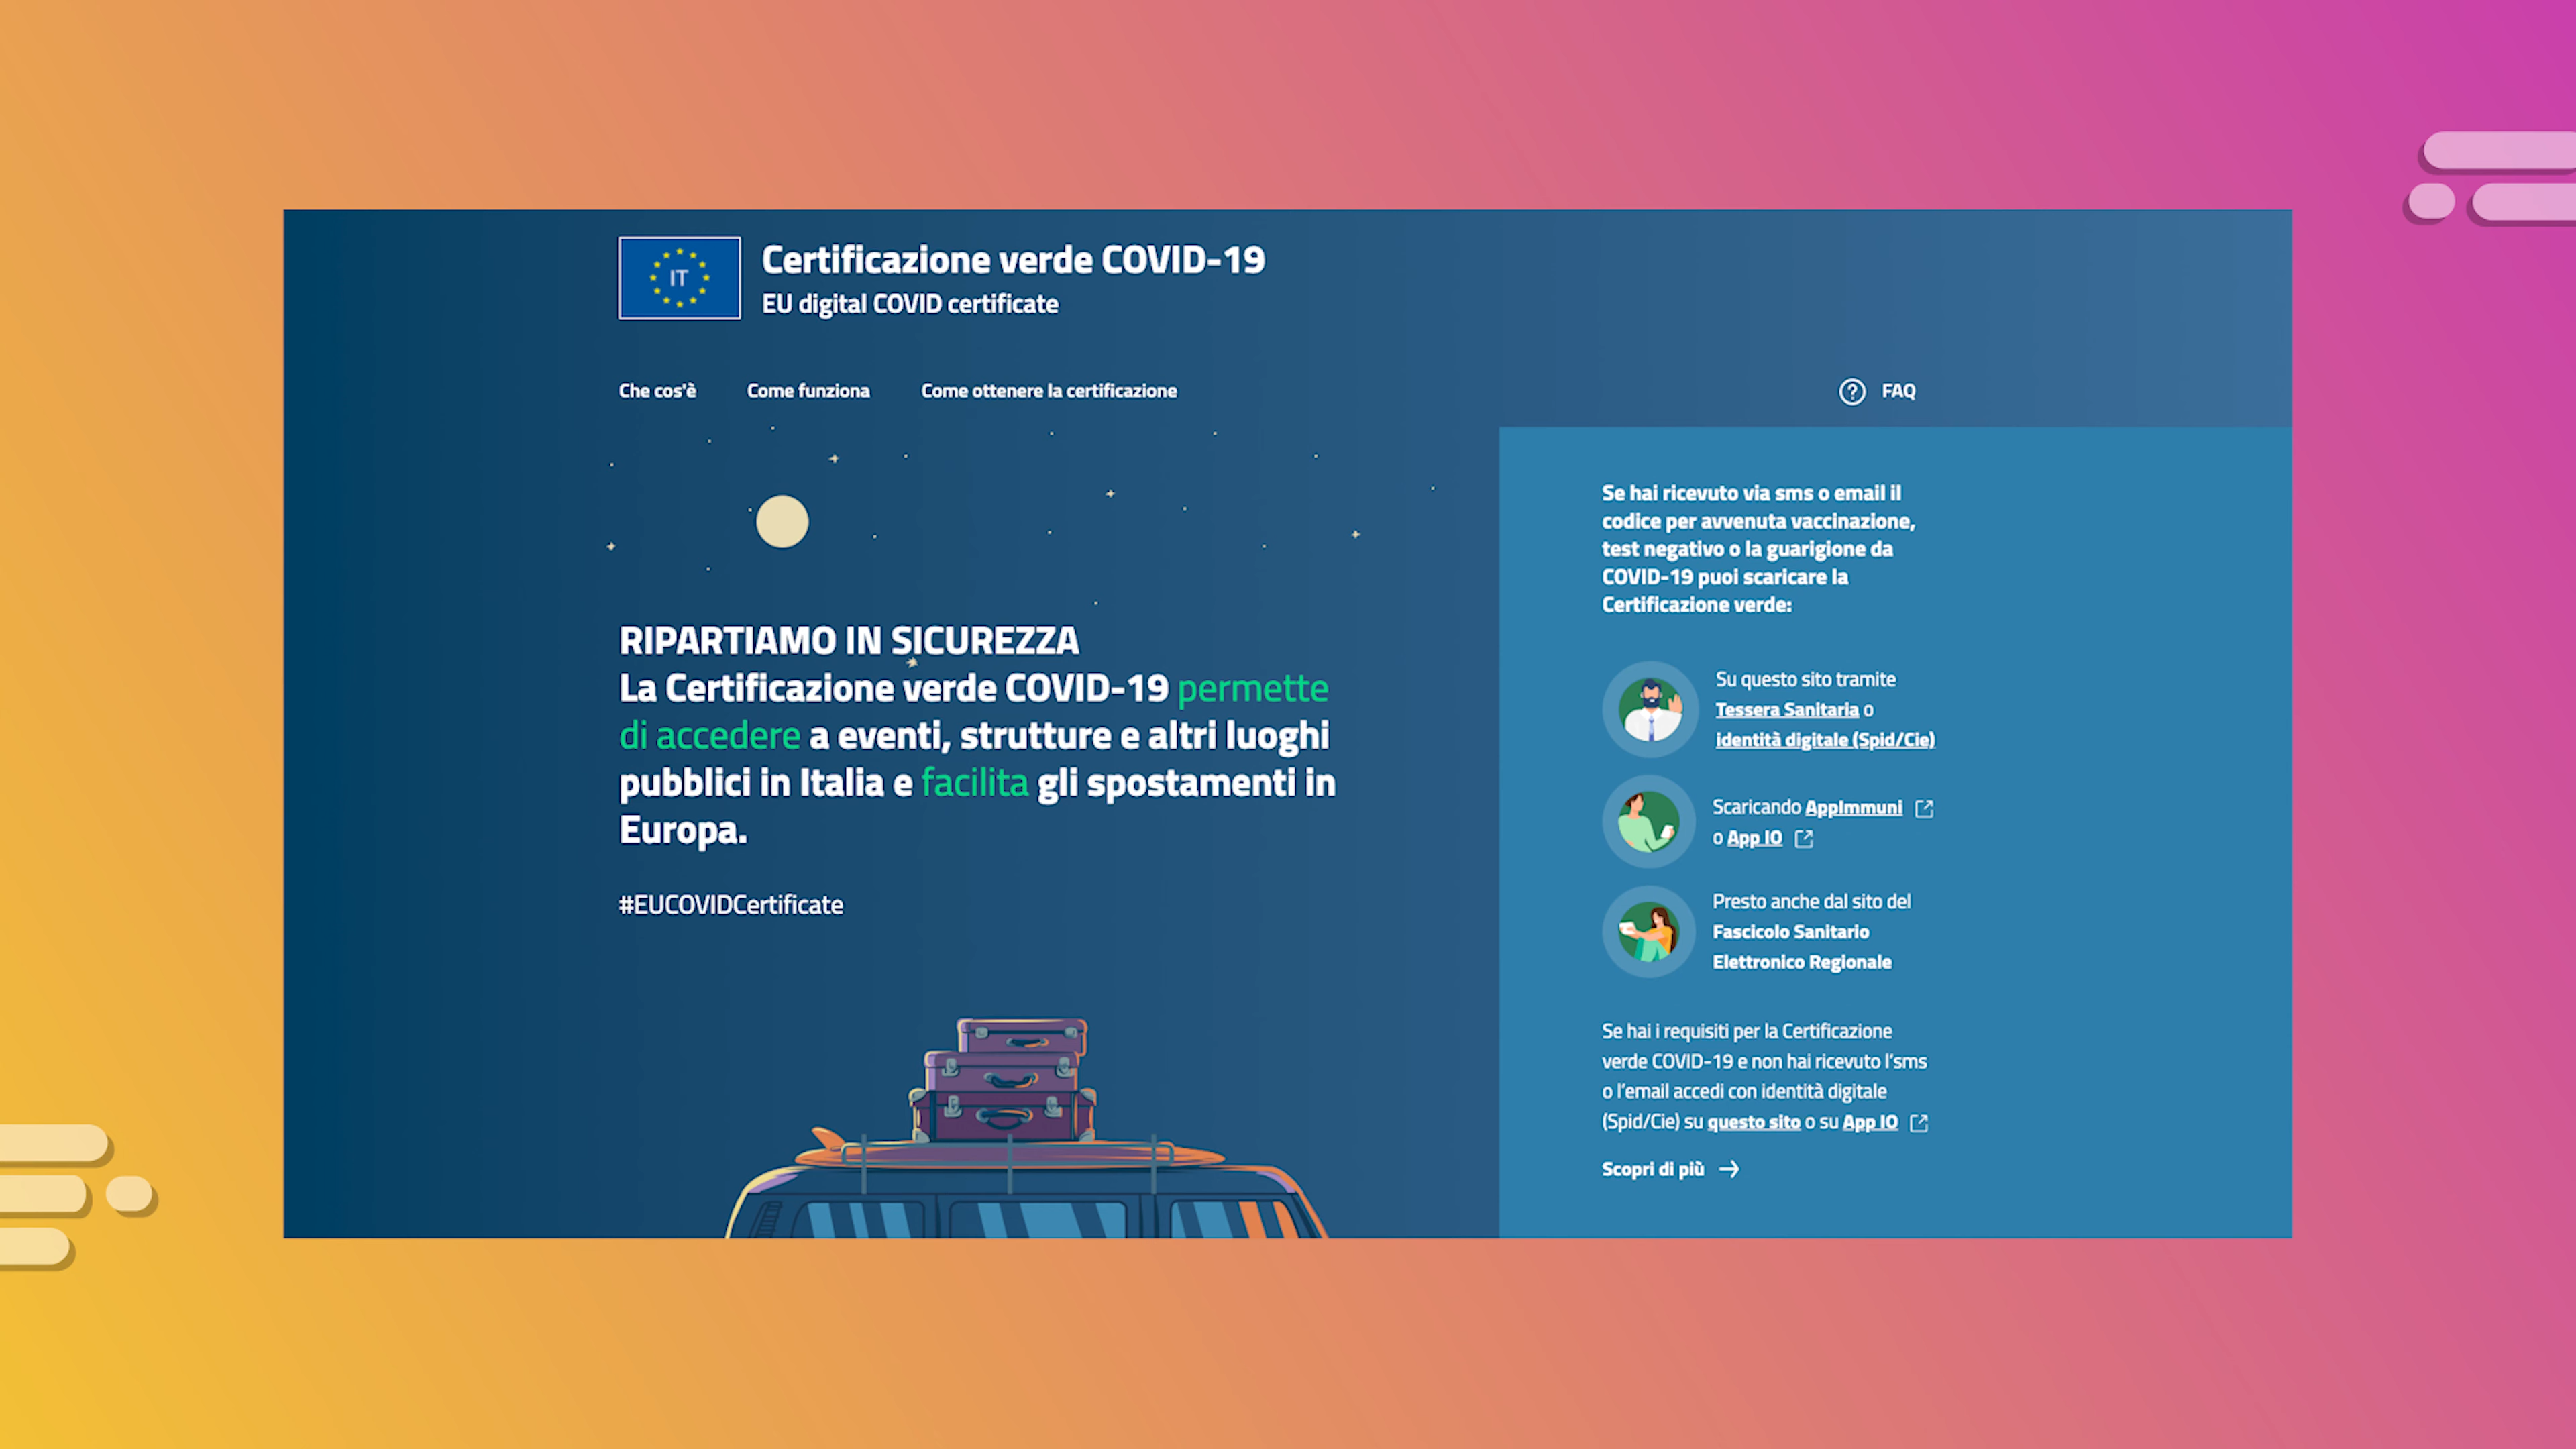 IT
Certificazione verde COVID-19
EU digital COVID certificate
Che cos'è
Come funziona
Come ottenere la certificazione
? FAQ
RIPARTIAMO IN SICUREZZA
La Certificazione verde COVID-19 permette
di accedere a eventi, strutture e altri luoghi
pubblici in Italia e facilita gli spostamenti in
Europa.
#EUCOVIDCertificate
Se hai ricevuto via sms o email il
codice per avvenuta vaccinazione,
test negativo o la guarigione da
COVID-19 puoi scaricare la
Certificazione verde:
Su questo sito tramite
Tessera Sanitaria o
identità digitale (Spid/Cie)
Scaricando AppImmuni
o App IO
Presto anche dal sito del
Fascicolo Sanitario
Elettronico Regionale
Se hai i requisiti per la Certificazione
verde COVID-19 e non hai ricevuto l'sms
o l'email accedi con identità digitale
(Spid/Cie) su questo sito o su App IO
Scopri di più →